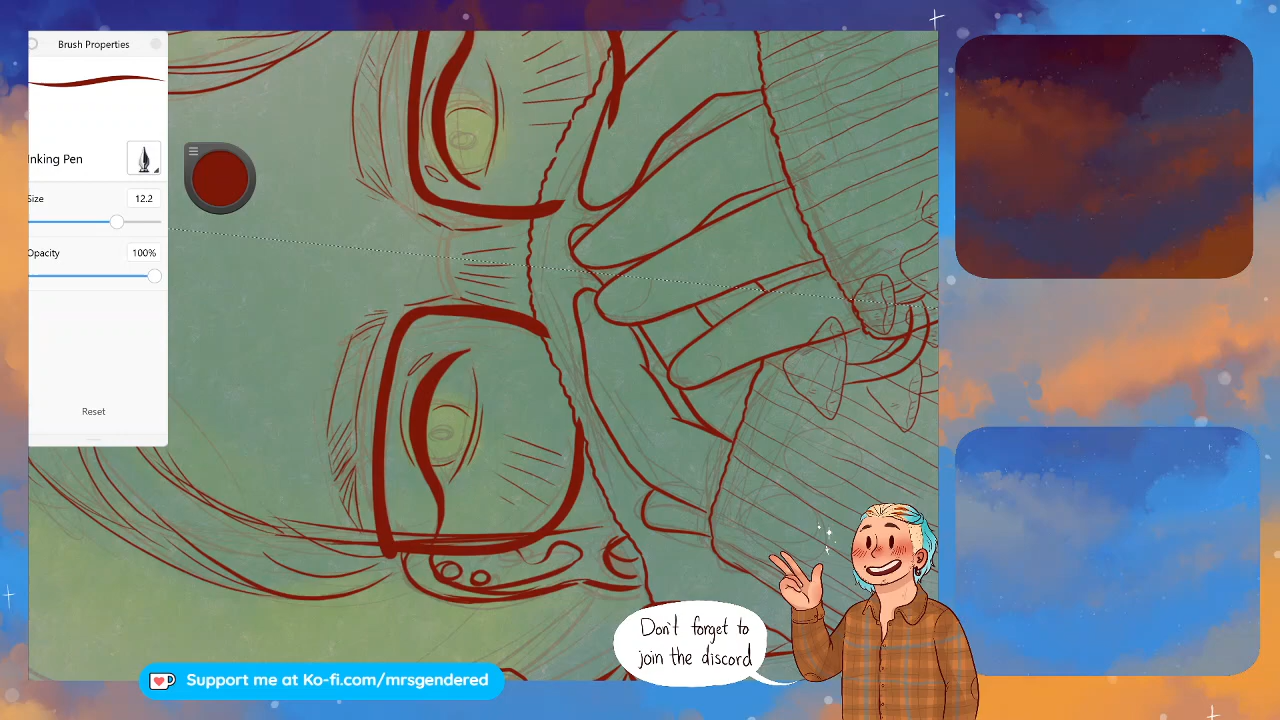 Brush Properties
nking Pen
Size
12.2
Opacity
100%
Reset
Don't forget to
join the discord
Support me at Ko-fi.com/mrsgendered